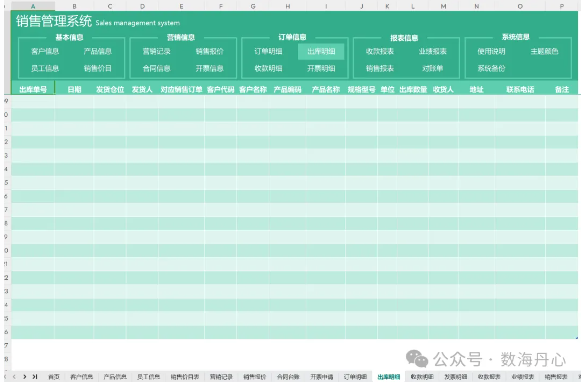 A B C D E F G H I J K L M N O P
销售管理系统 Sales management system
基本信息 营销信息 订单信息 报表信息 系统信息
客户信息 产品信息 营销记录 销售报价 订单明细 出库明细 收款报表 业绩报表 使用说明 主题颜色
员工信息 销售价目 合同信息 开票信息 收款明细 开票明细 销售报表 对账单 系统备份
出库单号 日期 发货仓位 发货人 对应销售订单 客户代码 客户名称 产品编码 产品名称 规格型号 单位 出库数量 收货人 地址 联系电话 备注
公众号 · 数海丹心
首页 客户信息 产品信息 员工信息 销售价目表 营销记录 销售报价 合同台账 开票申请 订单明细 出库明细 收款明细 发票明细 收款报表 业绩报表 销售报表